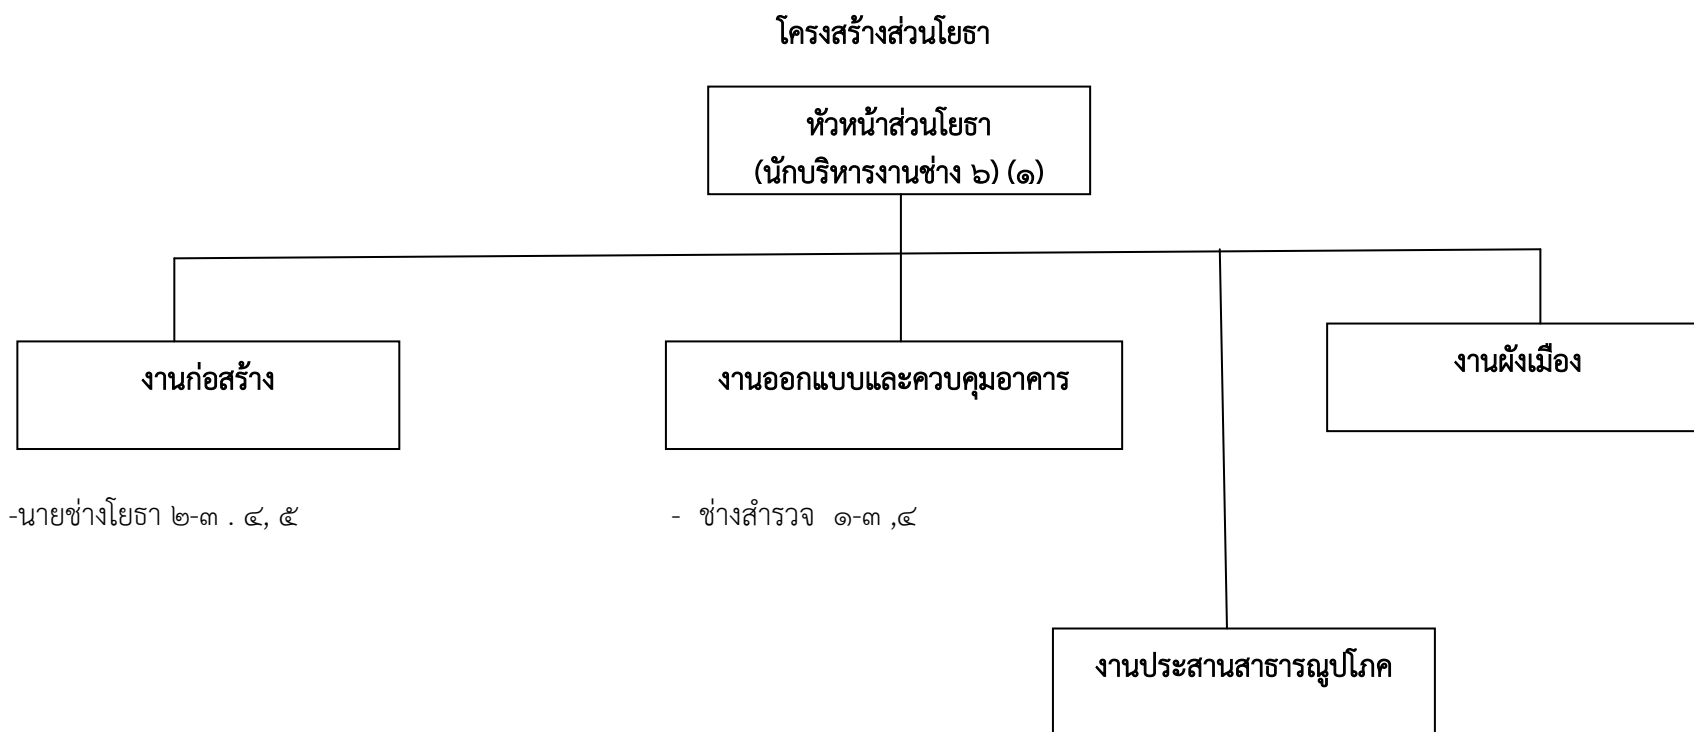 โครงสร้างส่วนโยธา
หัวหน้าส่วนโยธา
(นักบริหารงานช่าง ๖) (๑)
งานก่อสร้าง
งานออกแบบและควบคุมอาคาร
งานผังเมือง
-นายช่างโยธา ๒-๓ . ๔, ๕
- ช่างสำรวจ ๑-๓ ,๔
งานประสานสาธารณูปโภค